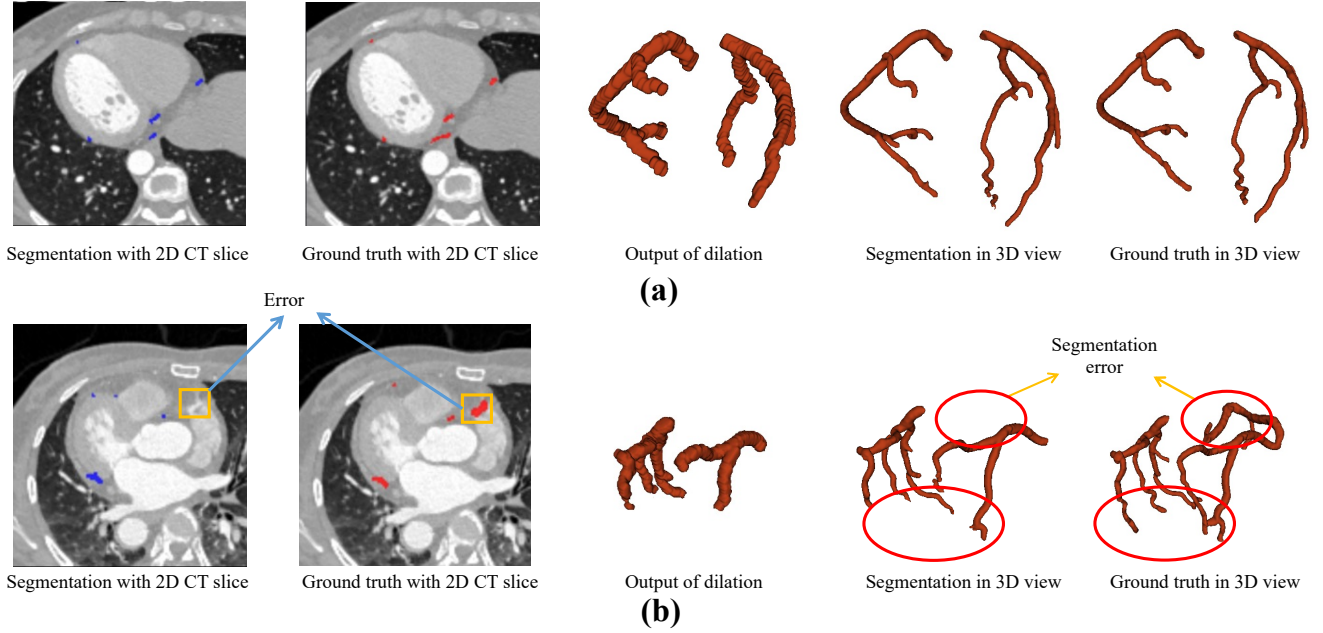 Segmentation with 2D CT slice
Ground truth with 2D CT slice
Output of dilation
Segmentation in 3D view
Ground truth in 3D view
(a)
Error
Segmentation
error
Segmentation with 2D CT slice
Ground truth with 2D CT slice
Output of dilation
Segmentation in 3D view
Ground truth in 3D view
(b)